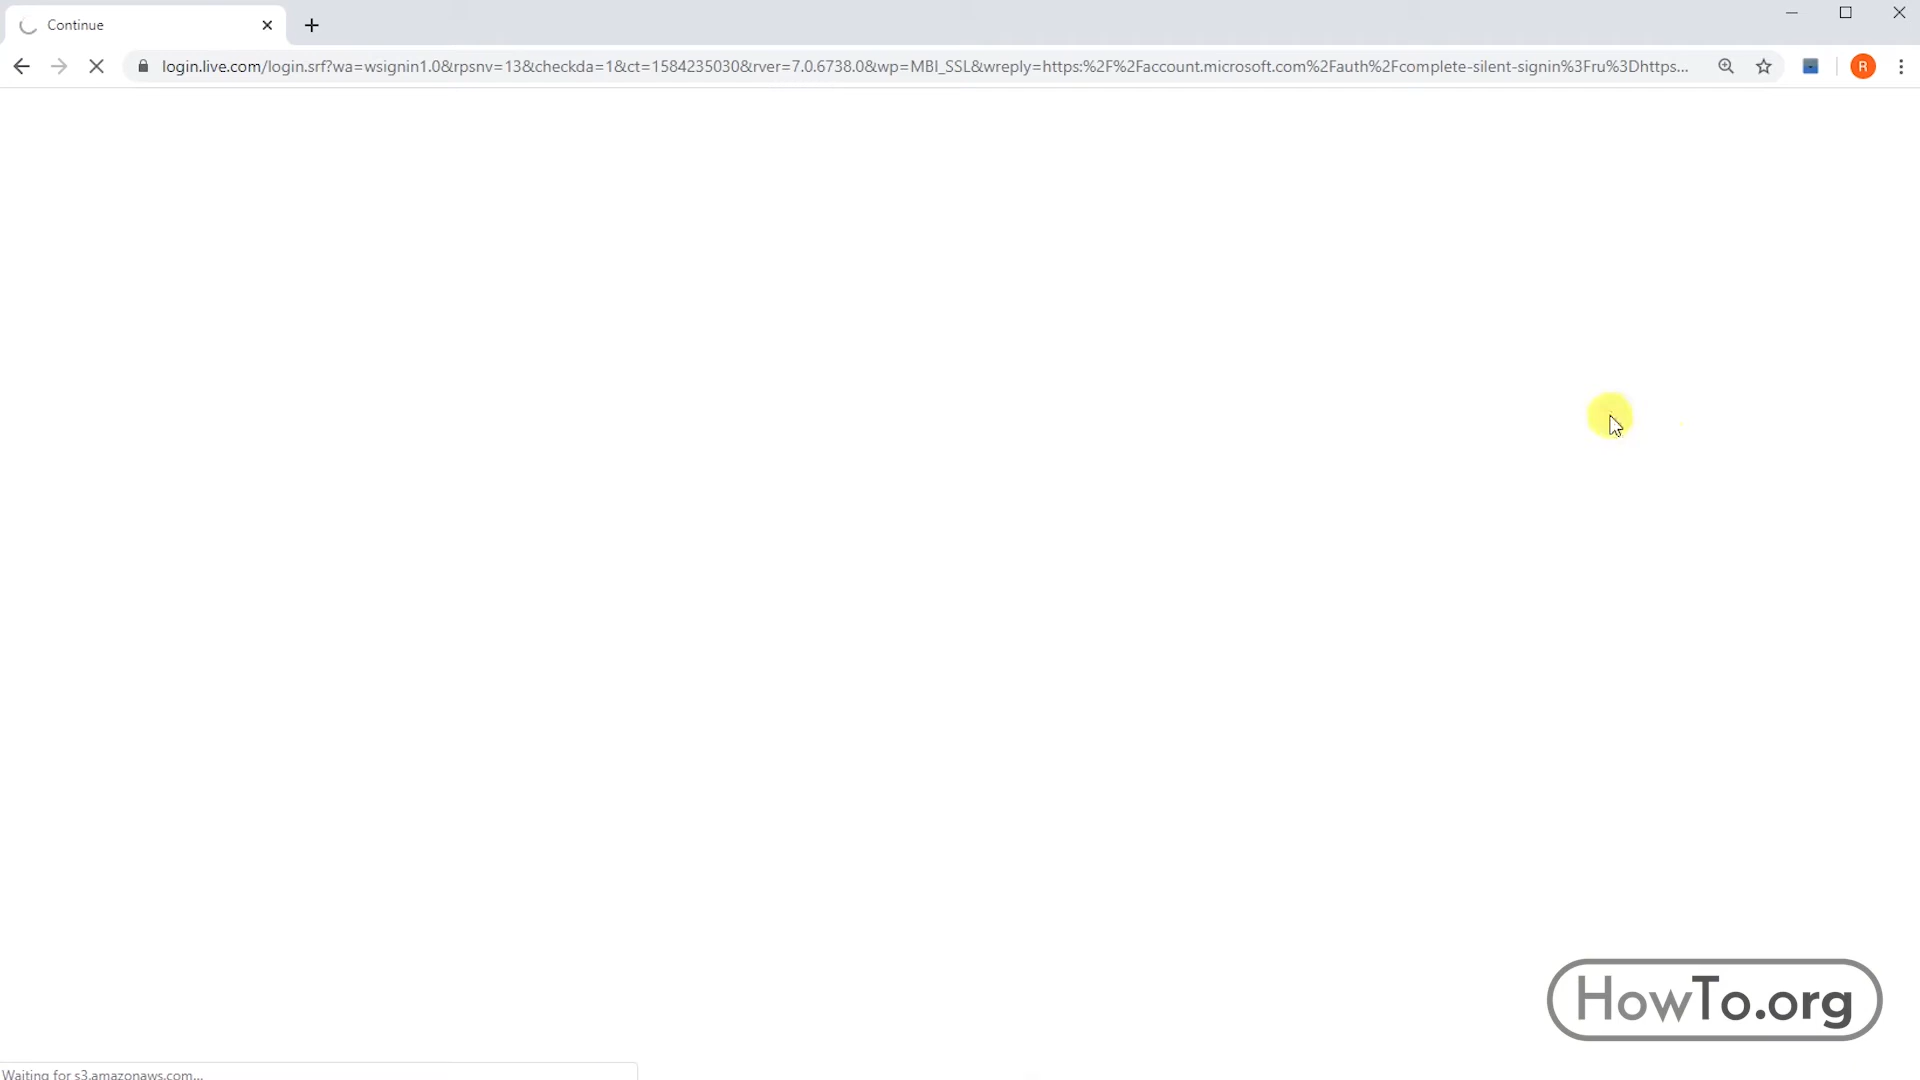 Continue
login.live.com/login.srf?wa=wsignin1.0&rpsnv=13&checkda=1&ct=1584235030&rver=7.0.6738.0&wp=MBI_SSL&wreply=https:%2F%2Faccount.microsoft.com%2Fauth%2Fcomplete-silent-signin%3Fru%3Dhttps...
R
HowTo.org
Waiting for s3.amazonaws.com...